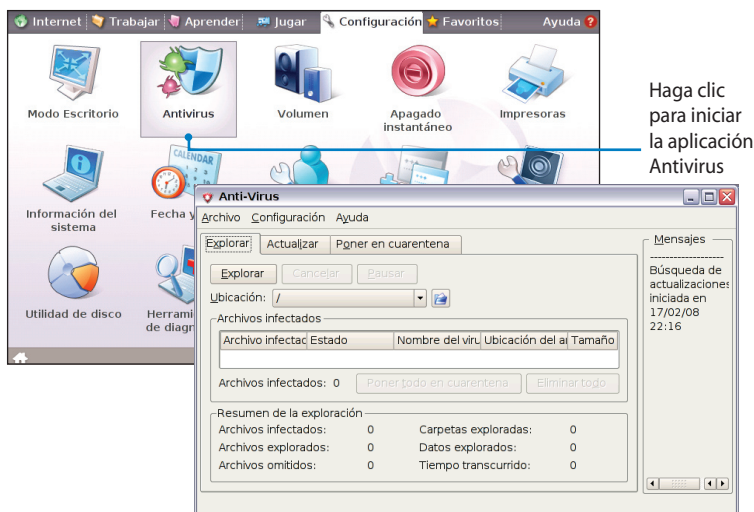 Internet Trabajar Aprender Jugar Configuración Favoritos Ayuda
Modo Escritorio Antivirus Volumen Apagado instantáneo Impresoras
Haga clic
para iniciar
la aplicación
Antivirus
CALENDAR
Información del sistema
Fecha y
Utilidad de disco
de diagn
Anti-Virus
Archivo Configuración Ayuda
Explorar Actualizar Poner en cuarentena
Explorar Cancelar Pausar
Ubicación: /
Archivos infectados
Archivo infectac Estado Nombre del viru Ubicación del Tamaño
Archivos infectados: 0 Poner todo en cuarentena Eliminar todo
Resumen de la exploración
Archivos infectados: 0 Carpetas exploradas: 0
Archivos explorados: 0 Datos explorados: 0
Archivos omitidos: 0 Tiempo transcurrido: 0
Mensajes
--------------------
Búsqueda de
actualizaciones
iniciada en
17/02/08
22:16